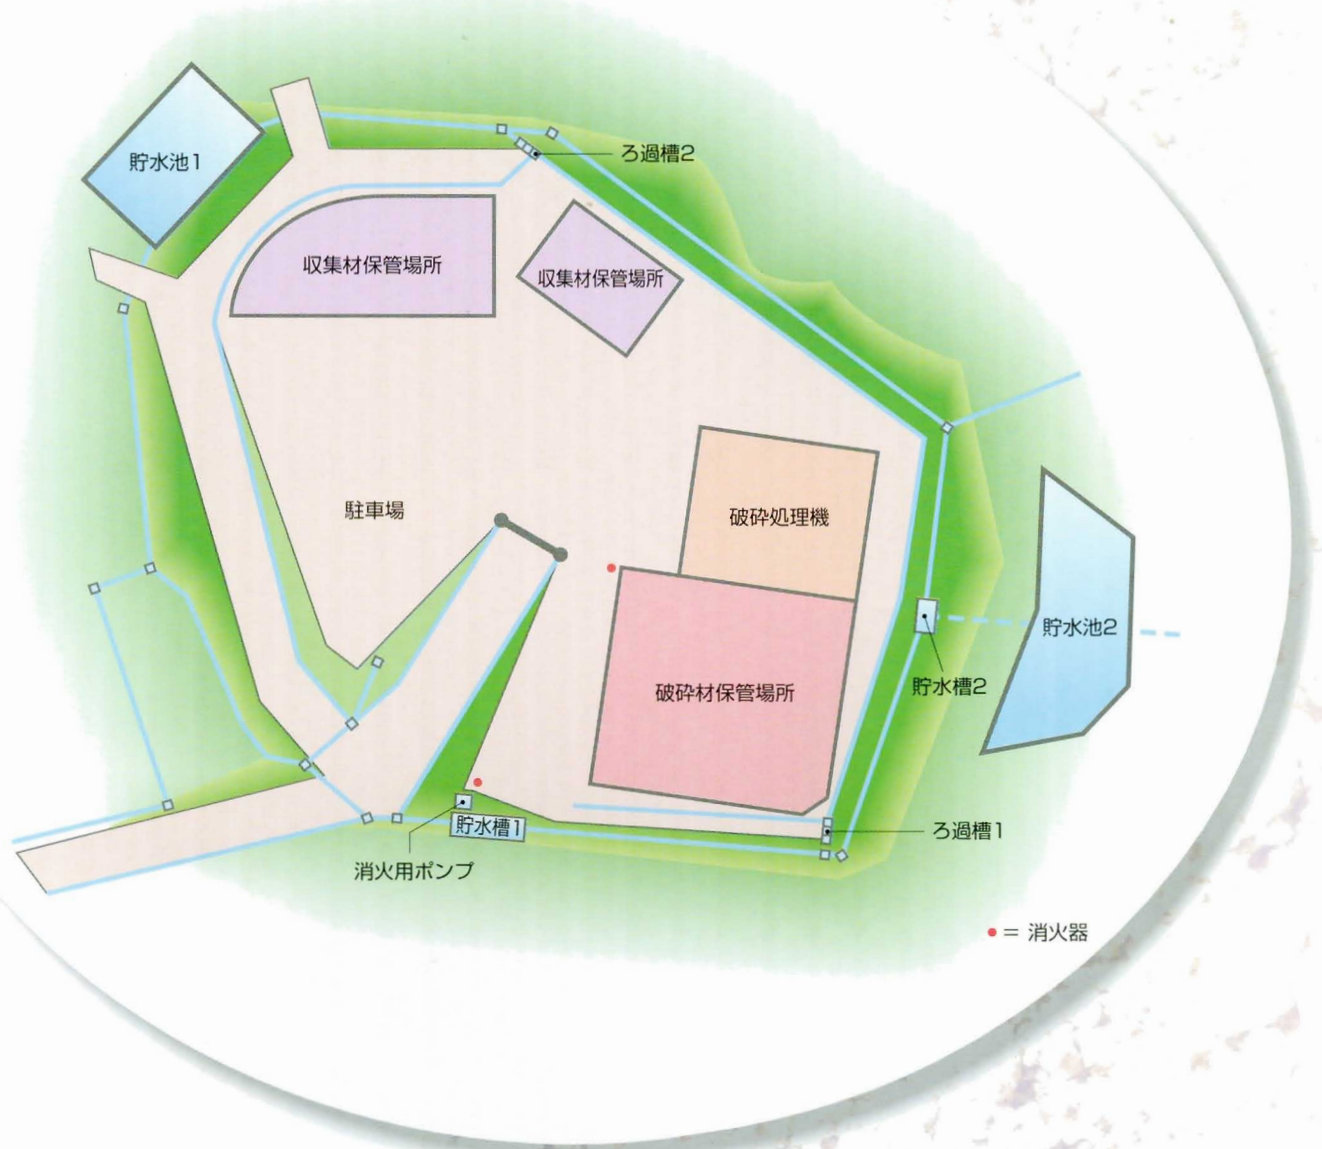 ろ過槽2
貯水池1
収集材保管場所
収集材保管場所
駐車場
破砕処理機
貯水池2
貯水槽2
破砕材保管場所
貯水槽1
ろ過槽1
消火用ポンプ
●= 消火器